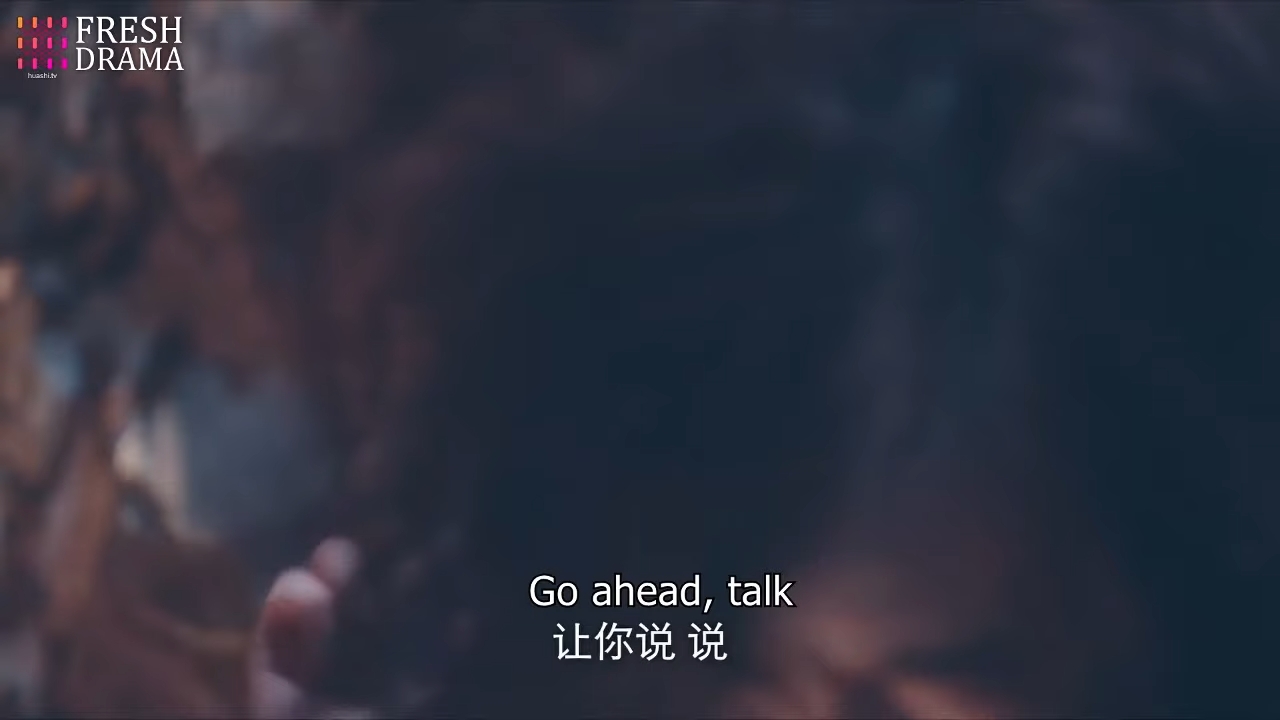 FRESH
DRAMA
huashi.tv
Go ahead, talk
让你说 说